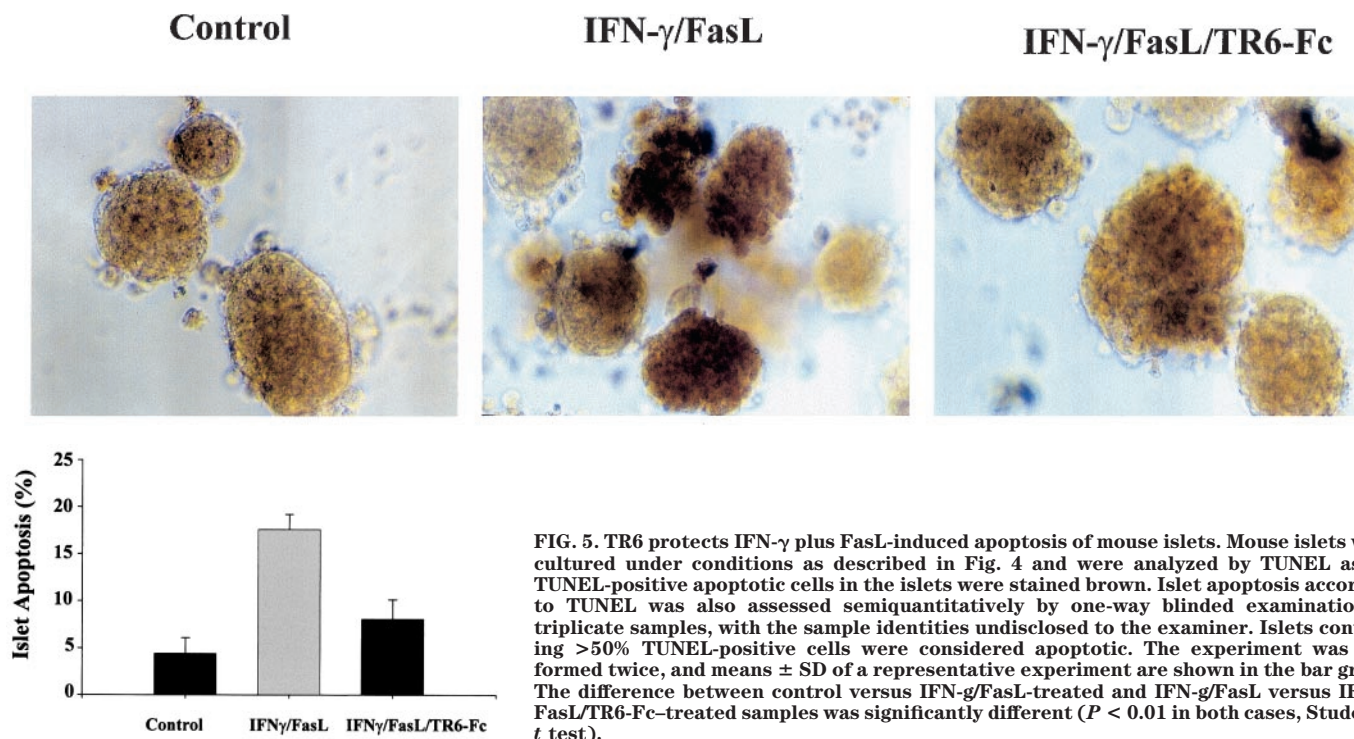 Control
IFN-γ/FasL
IFN-γ/FasL/TR6-Fc
Islet Apoptosis (%)
25
20
15
10
5
0
Control
IFNγ/FasL
IFNγ/FasL/TR6-Fc
FIG. 5. TR6 protects IFN-γ plus FasL-induced apoptosis of mouse islets. Mouse islets
cultured under conditions as described in Fig. 4 and were analyzed by TUNEL
TUNEL-positive apoptotic cells in the islets were stained brown. Islet apoptosis
to TUNEL was also assessed semiquantitatively by one-way blinded examination
triplicate samples, with the sample identities undisclosed to the examiner. Islets
ing >50% TUNEL-positive cells were considered apoptotic. The experiment was
formed twice, and means ± SD of a representative experiment are shown in the bar
The difference between control versus IFN-g/FasL-treated and IFN-g/FasL versus
FasL/TR6-Fc–treated samples was significantly different (P < 0.01 in both cases,
t test).